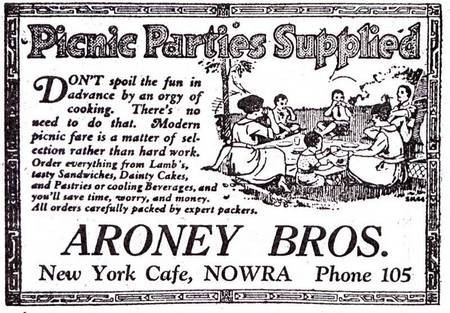 Picnic Parties Supplied
DON'T spoil the fun in
advance by an orgy of
cooking. There's no
need to do that. Modern
picnic fare is a matter of sel-
ection rather than hard work.
Order everything from Lamb's,
tasty Sandwiches, Dainty Cakes,
and Pastries or cooling Beverages, and
you'll save time, worry, and money.
All orders carefully packed by expert packers.
ARONEY BROS.
New York Cafe, NOWRA Phone 105